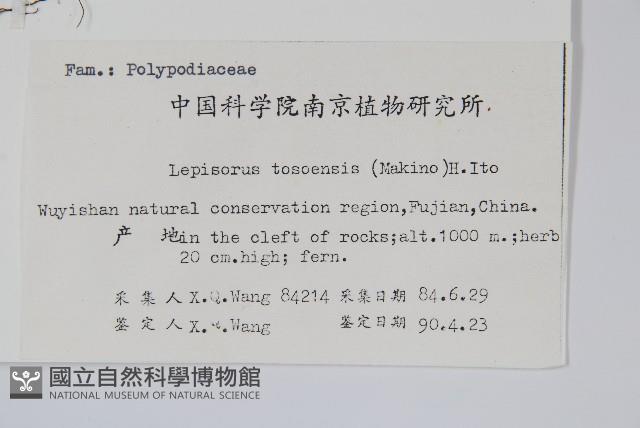 Fam.: Polypodiaceae
中国科学院南京植物研究所.
Lepisorus tosoensis (Makino)H.Ito
Wuyishan natural conservation region,Fujian,China.
产 地in the cleft of rocks;alt.1000 m.;herb
20 cm.high; fern.
采集人X.Q.Wang 84214 采集日期 84.6.29
鉴定人X. .Wang 鉴定日期 90.4.23
國立自然科學博物館
NATIONAL MUSEUM OF NATURAL SCIENCE